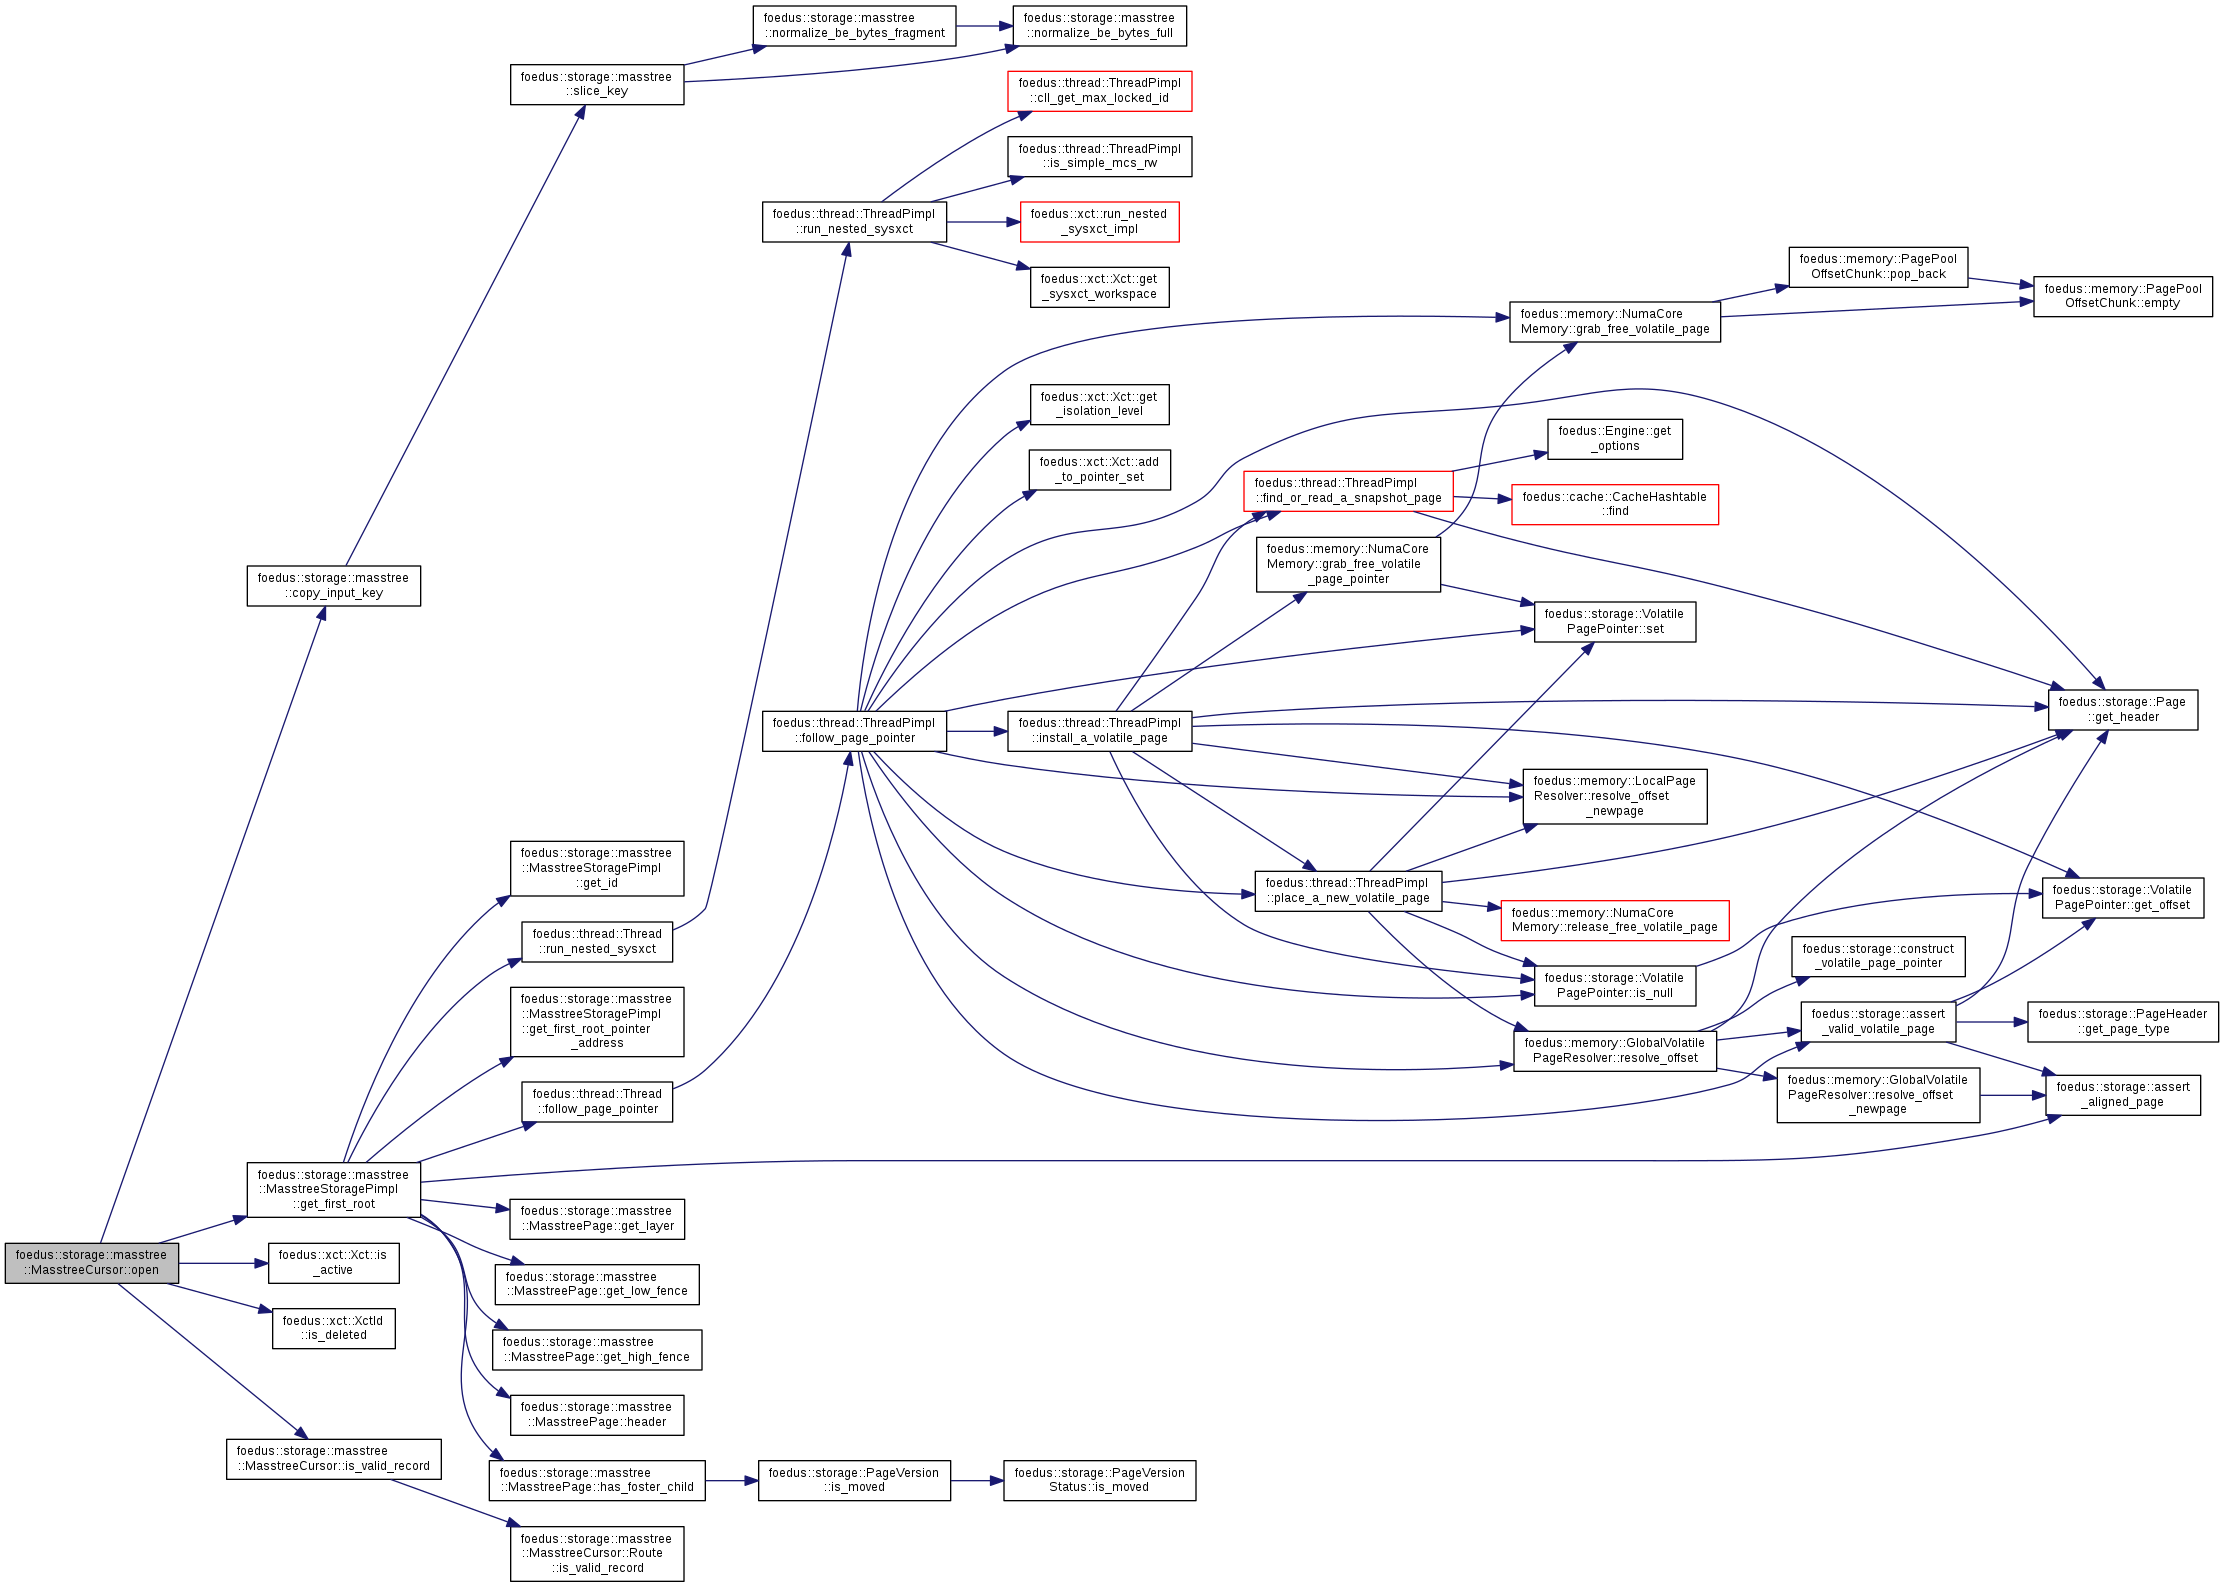 foedus::storage::masstree
::MasstreeCursor::open
foedus::storage::masstree
::copy_input_key
foedus::storage::masstree
::MasstreeStoragePimpl
::get_first_root
foedus::xct::Xct::is
_active
foedus::xct::XctId
::is_deleted
foedus::storage::masstree
::MasstreeCursor::is_valid_record
foedus::storage::masstree
::slice_key
foedus::storage::masstree
::MasstreeStoragePimpl
::get_id
foedus::thread::Thread
::run_nested_sysxct
foedus::storage::masstree
::MasstreeStoragePimpl
::get_first_root_pointer
_address
foedus::thread::Thread
::follow_page_pointer
foedus::storage::masstree
::MasstreePage::get_layer
foedus::storage::masstree
::MasstreePage::get_low_fence
foedus::storage::masstree
::MasstreePage::get_high_fence
foedus::storage::masstree
::MasstreePage::header
foedus::storage::masstree
::MasstreePage::has_foster_child
foedus::storage::masstree
::MasstreeCursor::Route
::is_valid_record
foedus::storage::masstree
::normalize_be_bytes_fragment
foedus::thread::ThreadPimpl
::run_nested_sysxct
foedus::thread::ThreadPimpl
::follow_page_pointer
foedus::storage::PageVersion
::is_moved
foedus::storage::masstree
::normalize_be_bytes_full
foedus::thread::ThreadPimpl
::cll_get_max_locked_id
foedus::thread::ThreadPimpl
::is_simple_mcs_rw
foedus::xct::run_nested
_sysxct_impl
foedus::xct::Xct::get
_sysxct_workspace
foedus::xct::Xct::get
_isolation_level
foedus::xct::Xct::add
_to_pointer_set
foedus::thread::ThreadPimpl
::install_a_volatile_page
foedus::storage::PageVersion
Status::is_moved
foedus::thread::ThreadPimpl
::find_or_read_a_snapshot_page
foedus::memory::NumaCore
Memory::grab_free_volatile
_page_pointer
foedus::thread::ThreadPimpl
::place_a_new_volatile_page
foedus::memory::NumaCore
Memory::grab_free_volatile_page
foedus::Engine::get
_options
foedus::cache::CacheHashtable
::find
foedus::storage::Volatile
PagePointer::set
foedus::memory::LocalPage
Resolver::resolve_offset
_newpage
foedus::memory::NumaCore
Memory::release_free_volatile_page
foedus::storage::Volatile
PagePointer::is_null
foedus::memory::GlobalVolatile
PageResolver::resolve_offset
foedus::memory::PagePool
OffsetChunk::pop_back
foedus::storage::construct
_volatile_page_pointer
foedus::storage::assert
_valid_volatile_page
foedus::memory::GlobalVolatile
PageResolver::resolve_offset
_newpage
foedus::memory::PagePool
OffsetChunk::empty
foedus::storage::Page
::get_header
foedus::storage::Volatile
PagePointer::get_offset
foedus::storage::PageHeader
::get_page_type
foedus::storage::assert
_aligned_page